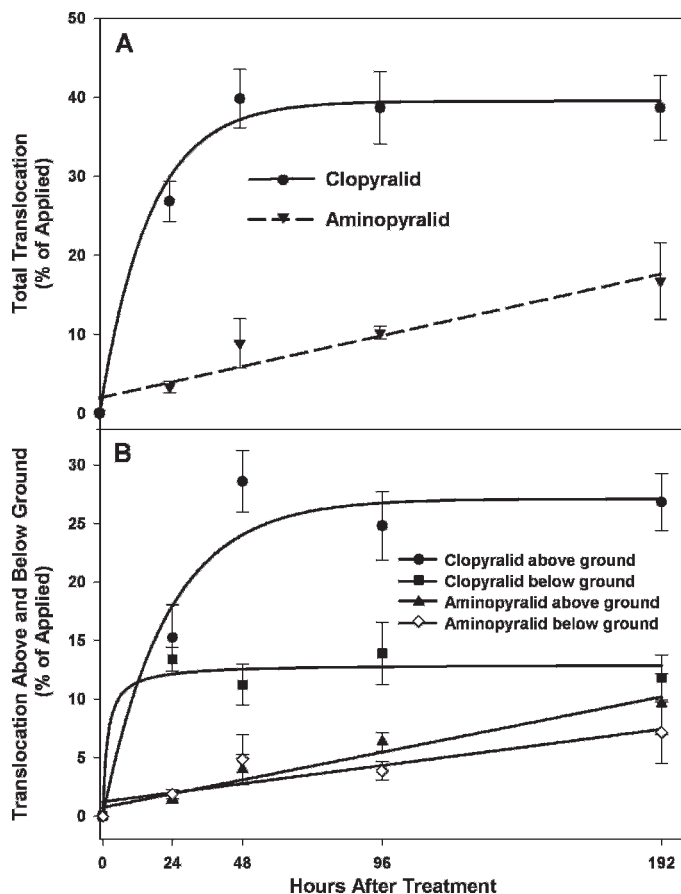 50
A
40
30
20
10
0
Total Translocation
(% of Applied)
Clopyralid
Aminopyralid
B
30
25
20
15
10
5
0
Translocation Above and Below Ground
(% of Applied)
Clopyralid above ground
Clopyralid below ground
Aminopyralid above ground
Aminopyralid below ground
0 24 48 96 192
Hours After Treatment